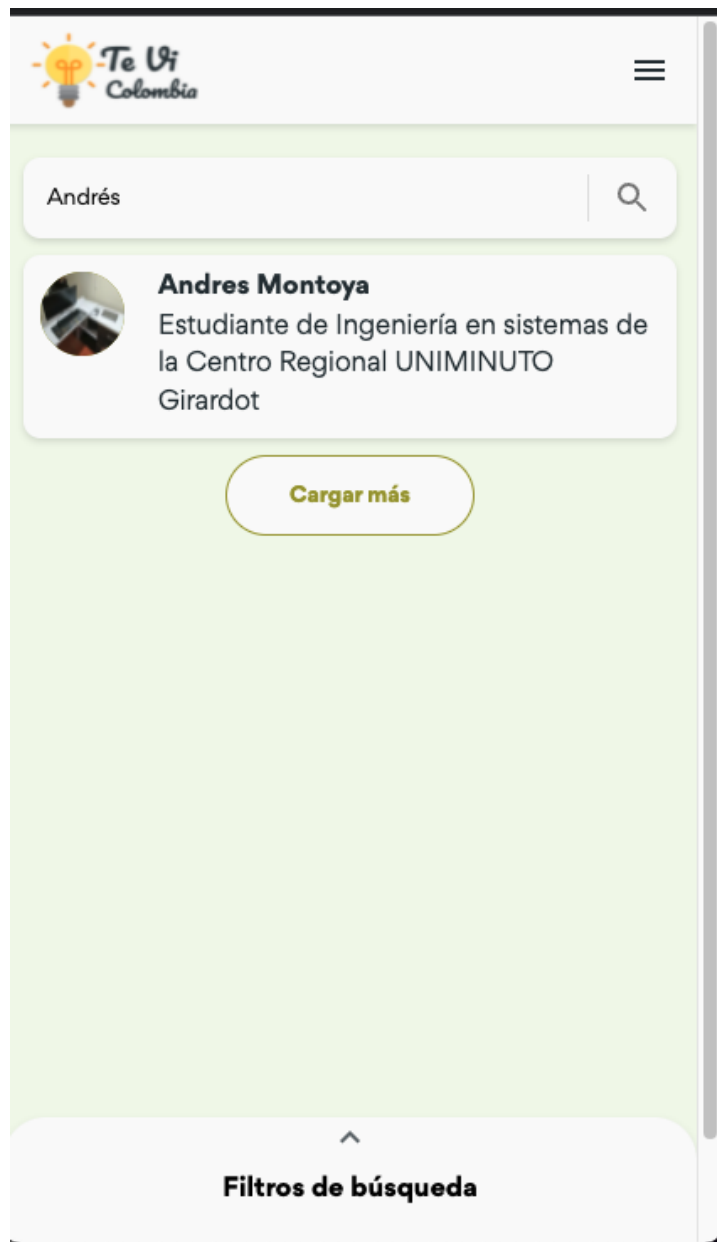 Te Vi
Colombia
Andrés
Andres Montoya
Estudiante de Ingeniería en sistemas de
la Centro Regional UNIMINUTO
Girardot
Cargar más
Filtros de búsqueda